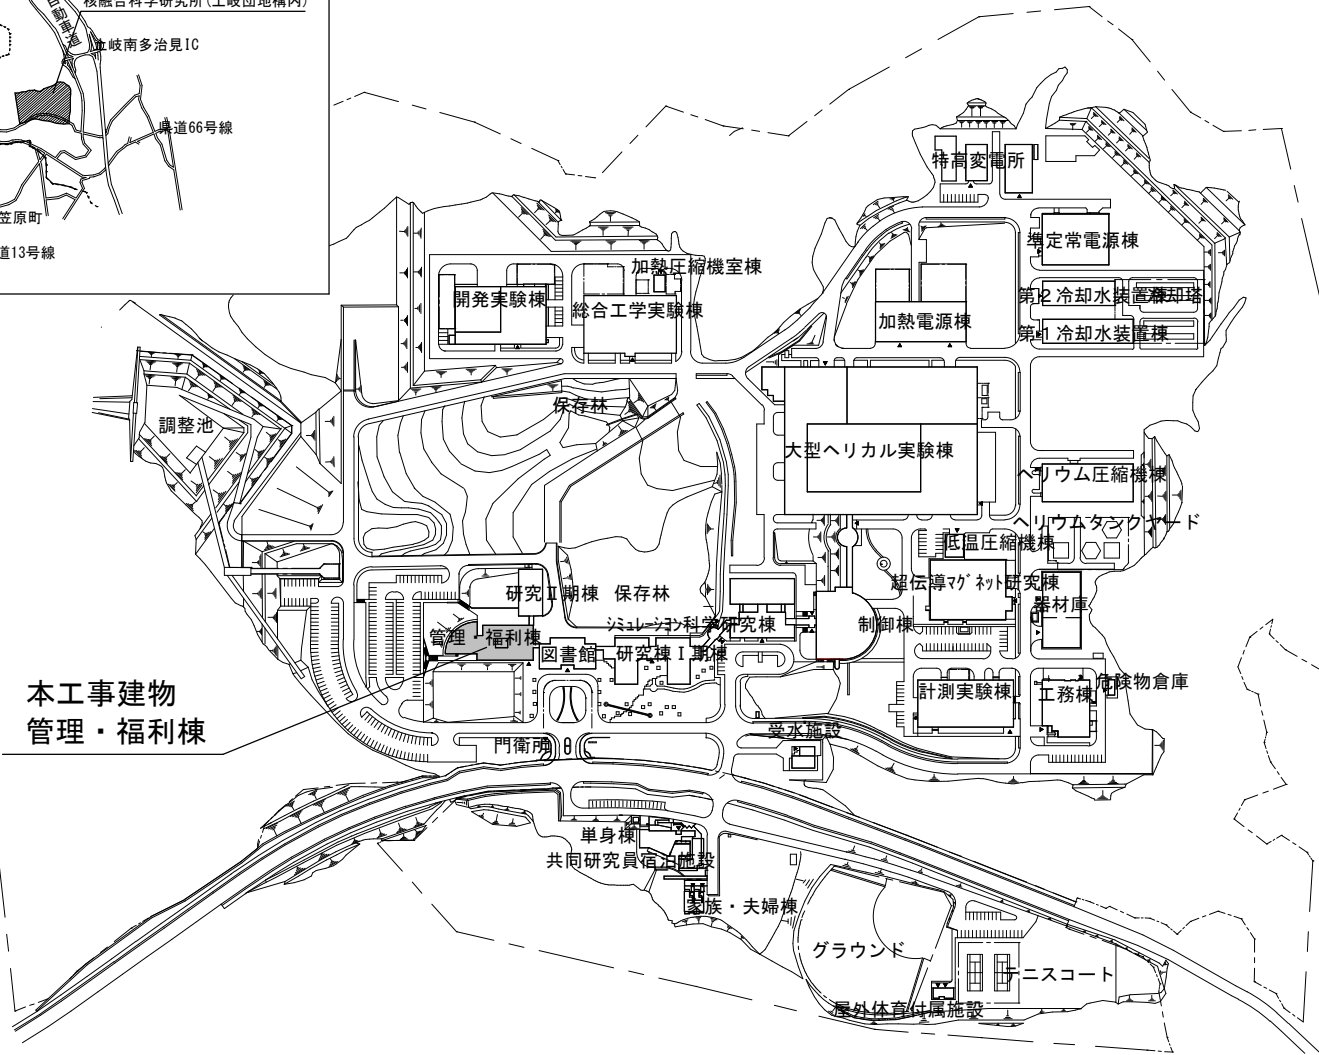 自動車道
核融合科学研究所(土岐団地構内)
土岐南多治見IC
県道66号線
笠原町
道13号線
特高変電所
準定常電源棟
加熱圧縮機室棟
開発実験棟
総合工学実験棟
第2冷却水装置棟
冷却塔
加熱電源棟
第1冷却水装置棟
保存林
調整池
大型ヘリカル実験棟
ヘリウム圧縮機棟
ヘリウムタンクヤード
低温圧縮機棟
超伝導マグネット研究棟
研究Ⅱ期棟
保存林
器材庫
シミュレーション科学研究棟
制御棟
管理・福利棟
図書館
研究棟Ⅰ期棟
危険物倉庫
計測実験棟
工務棟
本工事建物
管理・福利棟
受水施設
門衛所
単身棟
共同研究員宿泊施設
家族・夫婦棟
グラウンド
テニスコート
屋外体育付属施設